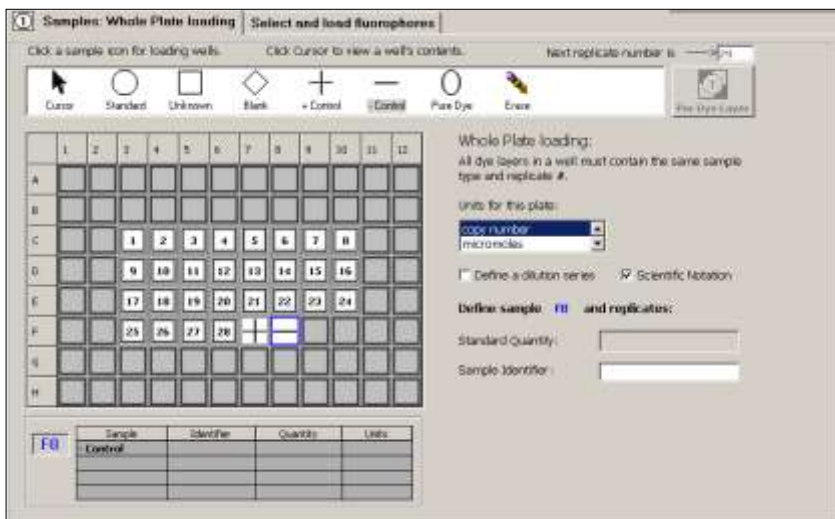 1 Samples: Whole Plate loading Select and load fluorophores
Click a sample icon for loading wells. Click Cursor to view a well's contents. Next replicate number is
Cursor Standard Unknown Blank + Control - Control Pure Dye Erase Per Dye Layer
1 2 3 4 5 6 7 8 9 10 11 12
A
B
C 1 2 3 4 5 6 7 8
D 9 10 11 12 13 14 15 16
E 17 18 19 20 21 22 23 24
F 25 26 27 28
G
H
Whole Plate loading:
All dye layers in a well must contain the same sample
type and replicate #.
Units for this plate:
copy number
micromoles
Define a dilution series Scientific Notation
Define sample F8 and replicates:
Standard Quantity:
Sample Identifier:
F8 Sample Identifier Quantity Units
- Control